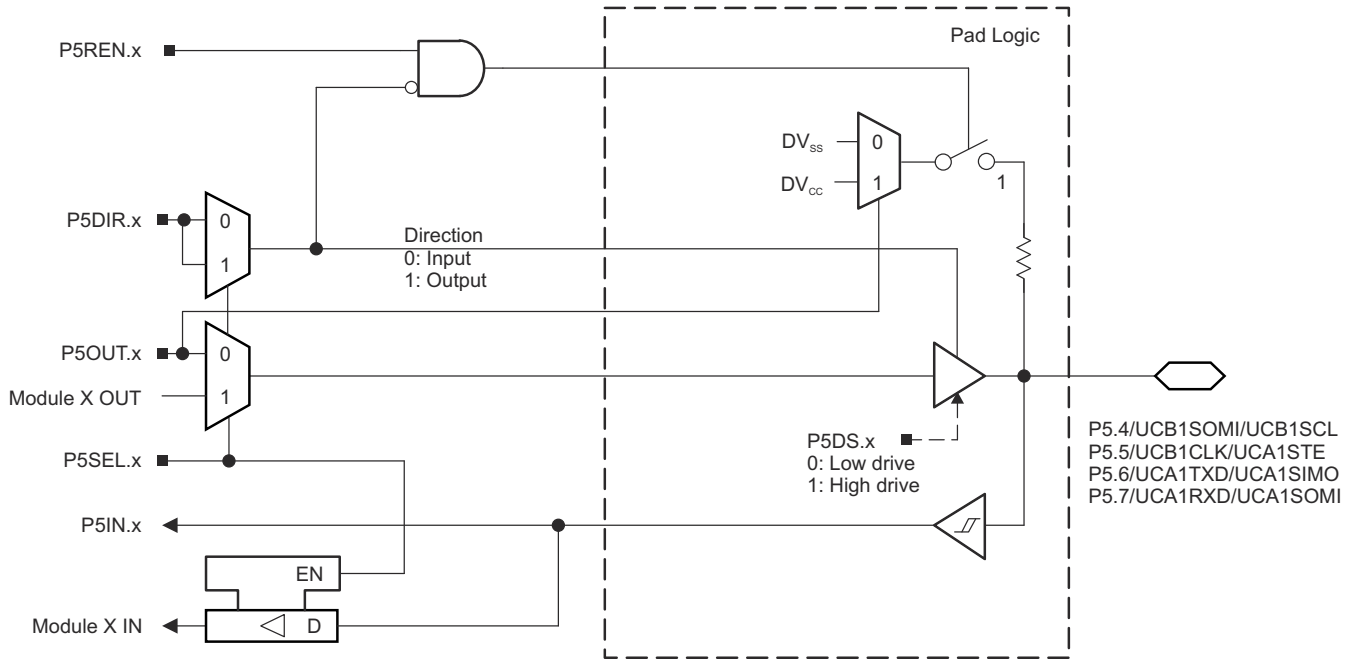 Pad Logic
P5REN.x
DVSS
0
DVCC
1
1
P5DIR.x
0
1
Direction
0: Input
1: Output
P5OUT.x
0
Module X OUT
1
P5SEL.x
P5DS.x
0: Low drive
1: High drive
P5.4/UCB1SOMI/UCB1SCL
P5.5/UCB1CLK/UCA1STE
P5.6/UCA1TXD/UCA1SIMO
P5.7/UCA1RXD/UCA1SOMI
P5IN.x
EN
Module X IN
D